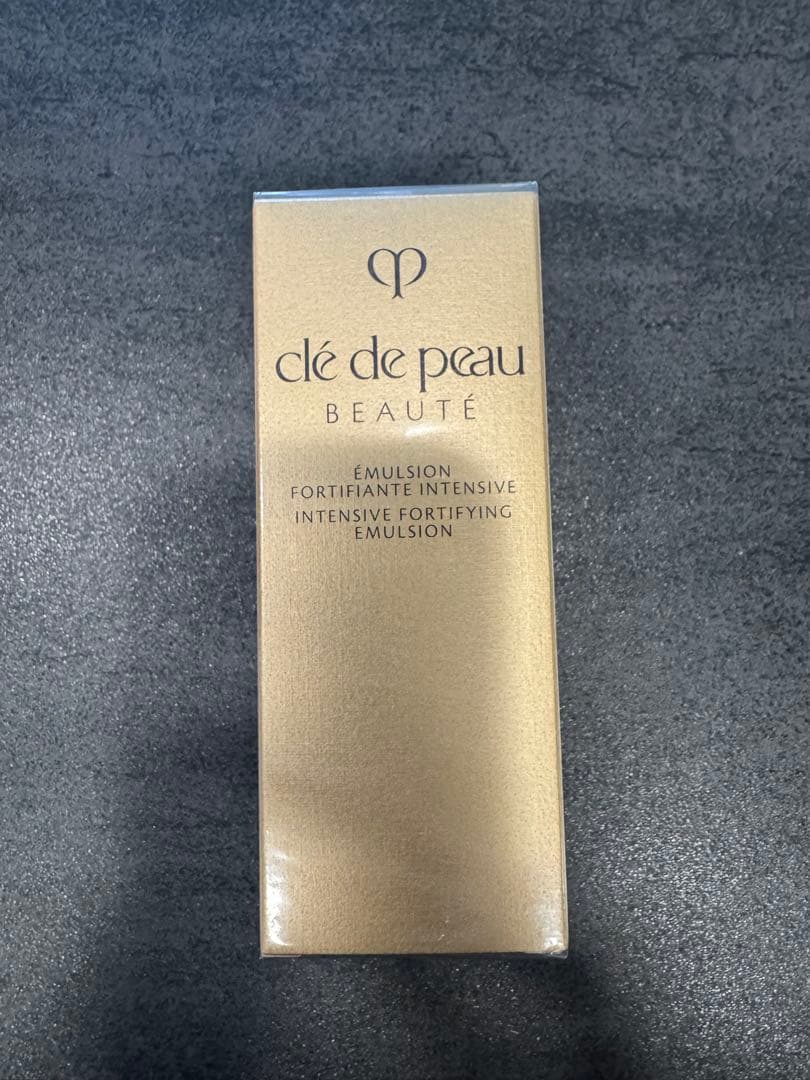 clé de peau
BEAUTÉ
ÉMULSION
FORTIFIANTE INTENSIVE
INTENSIVE FORTIFYING
EMULSION